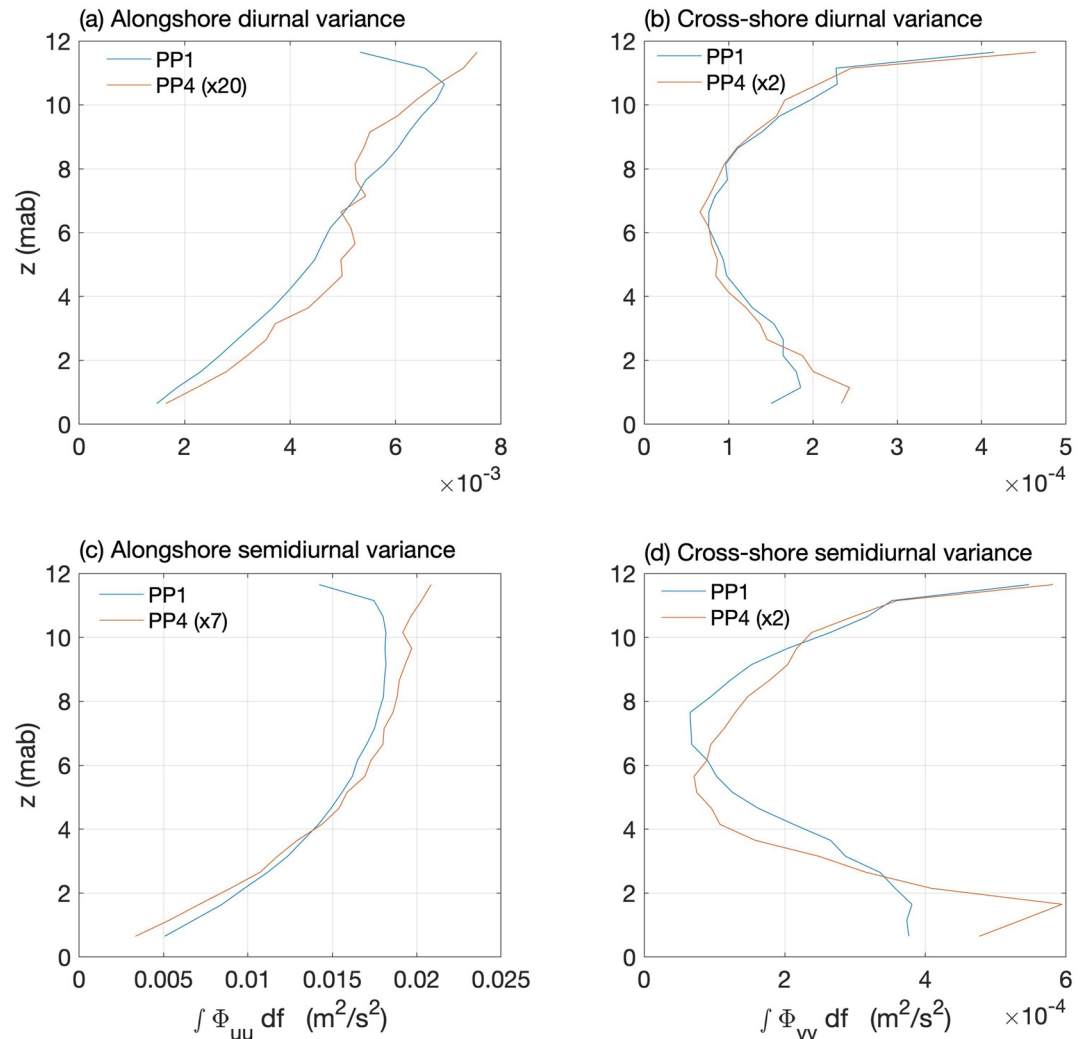 (a) Alongshore diurnal variance
(b) Cross-shore diurnal variance
12
PP1
PP4 (x20)
10
8
6
4
2
0
z (mab)
0 2 4 6 8
×10⁻³
12
PP1
PP4 (x2)
10
8
6
4
2
0
0 1 2 3 4 5
×10⁻⁴
(c) Alongshore semidiurnal variance
(d) Cross-shore semidiurnal variance
12
PP1
PP4 (x7)
10
8
6
4
2
0
z (mab)
0 0.005 0.01 0.015 0.02 0.025
∫ Φuu df (m²/s²)
12
PP1
PP4 (x2)
10
8
6
4
2
0
0 2 4 6
×10⁻⁴
∫ Φvv df (m²/s²)